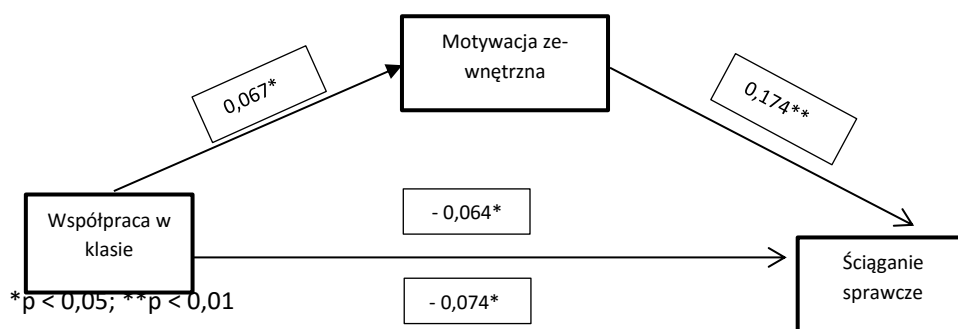 Motywacja ze-
wnętrzna
0,067*
0,174**
Współpraca w
klasie
- 0,064*
- 0,074*
Ściąganie
sprawcze
*p < 0,05; **p < 0,01